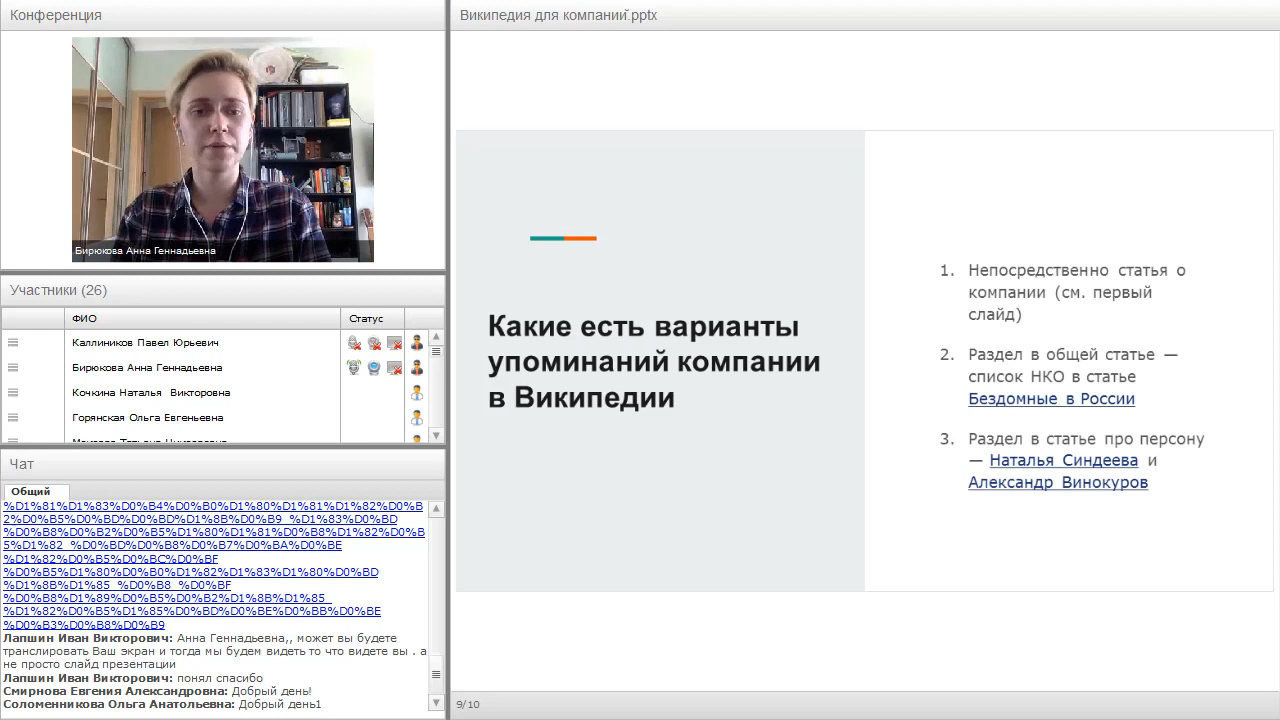 Конференция
Бирюкова Анна Геннадьевна
Участники (26)
ФИО
Статус
Каллиников Павел Юрьевич
Бирюкова Анна Геннадьевна
Кочкина Наталья Викторовна
Горянская Ольга Евгеньевна
Чат
Общий
%D1%81%D1%83%D0%B4%D0%B0%D1%80%D1%81%D1%82%D0%B
2%D0%B5%D0%BD%D0%BD%D1%8B%D0%B9_%D1%83%D0%BD
%D0%B8%D0%B2%D0%B5%D1%80%D1%81%D0%B8%D1%82%D0%B
5%D1%82_%D0%BD%D0%B8%D0%B7%D0%BA%D0%BE
%D1%82%D0%B5%D0%BC%D0%BF
%D0%B5%D1%80%D0%B0%D1%82%D1%83%D1%80%D0%BD
%D1%8B%D1%85_%D0%B8_%D0%BF
%D0%B8%D1%89%D0%B5%D0%B2%D1%8B%D1%85_
%D1%82%D0%B5%D1%85%D0%BD%D0%BE%D0%BB%D0%BE
%D0%B3%D0%B8%D0%B9
Лапшин Иван Викторович: Анна Геннадьевна,, может вы будете
транслировать Ваш экран и тогда мы будем видеть то что видете вы . а
не просто слайд презентации
Лапшин Иван Викторович: понял спасибо
Смирнова Евгения Александровна: Добрый день!
Соломенникова Ольга Анатольевна: Добрый день1
Википедия для компаний.pptx
Какие есть варианты
упоминаний компании
в Википедии
1. Непосредственно статья о
компании (см. первый
слайд)
2. Раздел в общей статье —
список НКО в статье
Бездомные в России
3. Раздел в статье про персону
— Наталья Синдеева и
Александр Винокуров
9/10